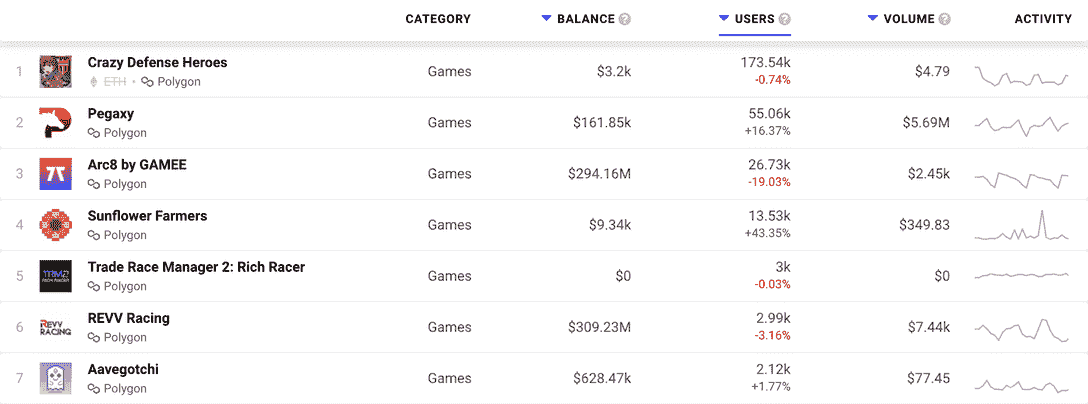 CATEGORY BALANCE ? USERS ? VOLUME ? ACTIVITY
1 Crazy Defense Heroes Games $3.2k 173.54k $4.79
ETH • Polygon -0.74%
2 Pegaxy Games $161.85k 55.06k $5.69M
Polygon +16.37%
3 Arc8 by GAMEE Games $294.16M 26.73k $2.45k
Polygon -19.03%
4 Sunflower Farmers Games $9.34k 13.53k $349.83
Polygon +43.35%
5 Trade Race Manager 2: Rich Racer Games $0 3k $0
Polygon -0.03%
6 REVV RACING REVV Racing Games $309.23M 2.99k $7.44k
Polygon -3.16%
7 Aavegotchi Games $628.47k 2.12k $77.45
Polygon +1.77%